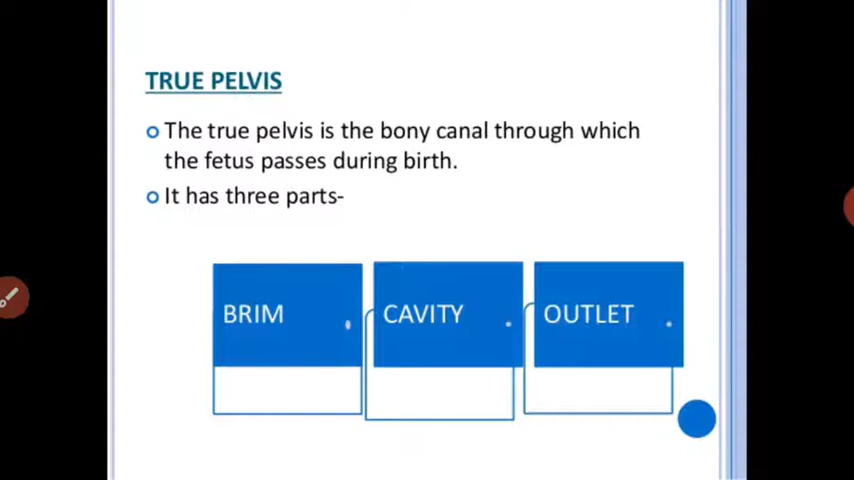 TRUE PELVIS
The true pelvis is the bony canal through which
the fetus passes during birth.
It has three parts-
BRIM
CAVITY
OUTLET